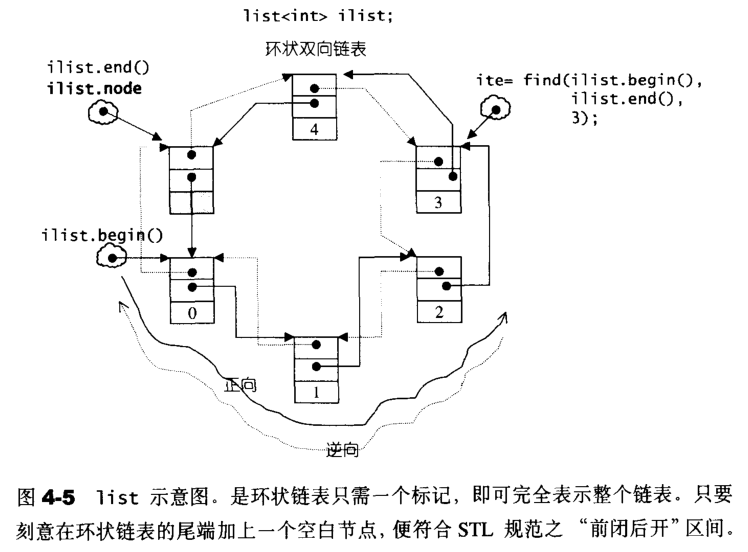 list<int> ilist;
环状双向链表
ilist.end()
ilist.node
ite= find(ilist.begin(),
ilist.end(),
3);
4
3
ilist.begin()
0
2
1
正向
逆向
图 4-5 list 示意图。是环状链表只需一个标记，即可完全表示整个链表。只要
刻意在环状链表的尾端加上一个空白节点，便符合 STL 规范之 “前闭后开”区间。